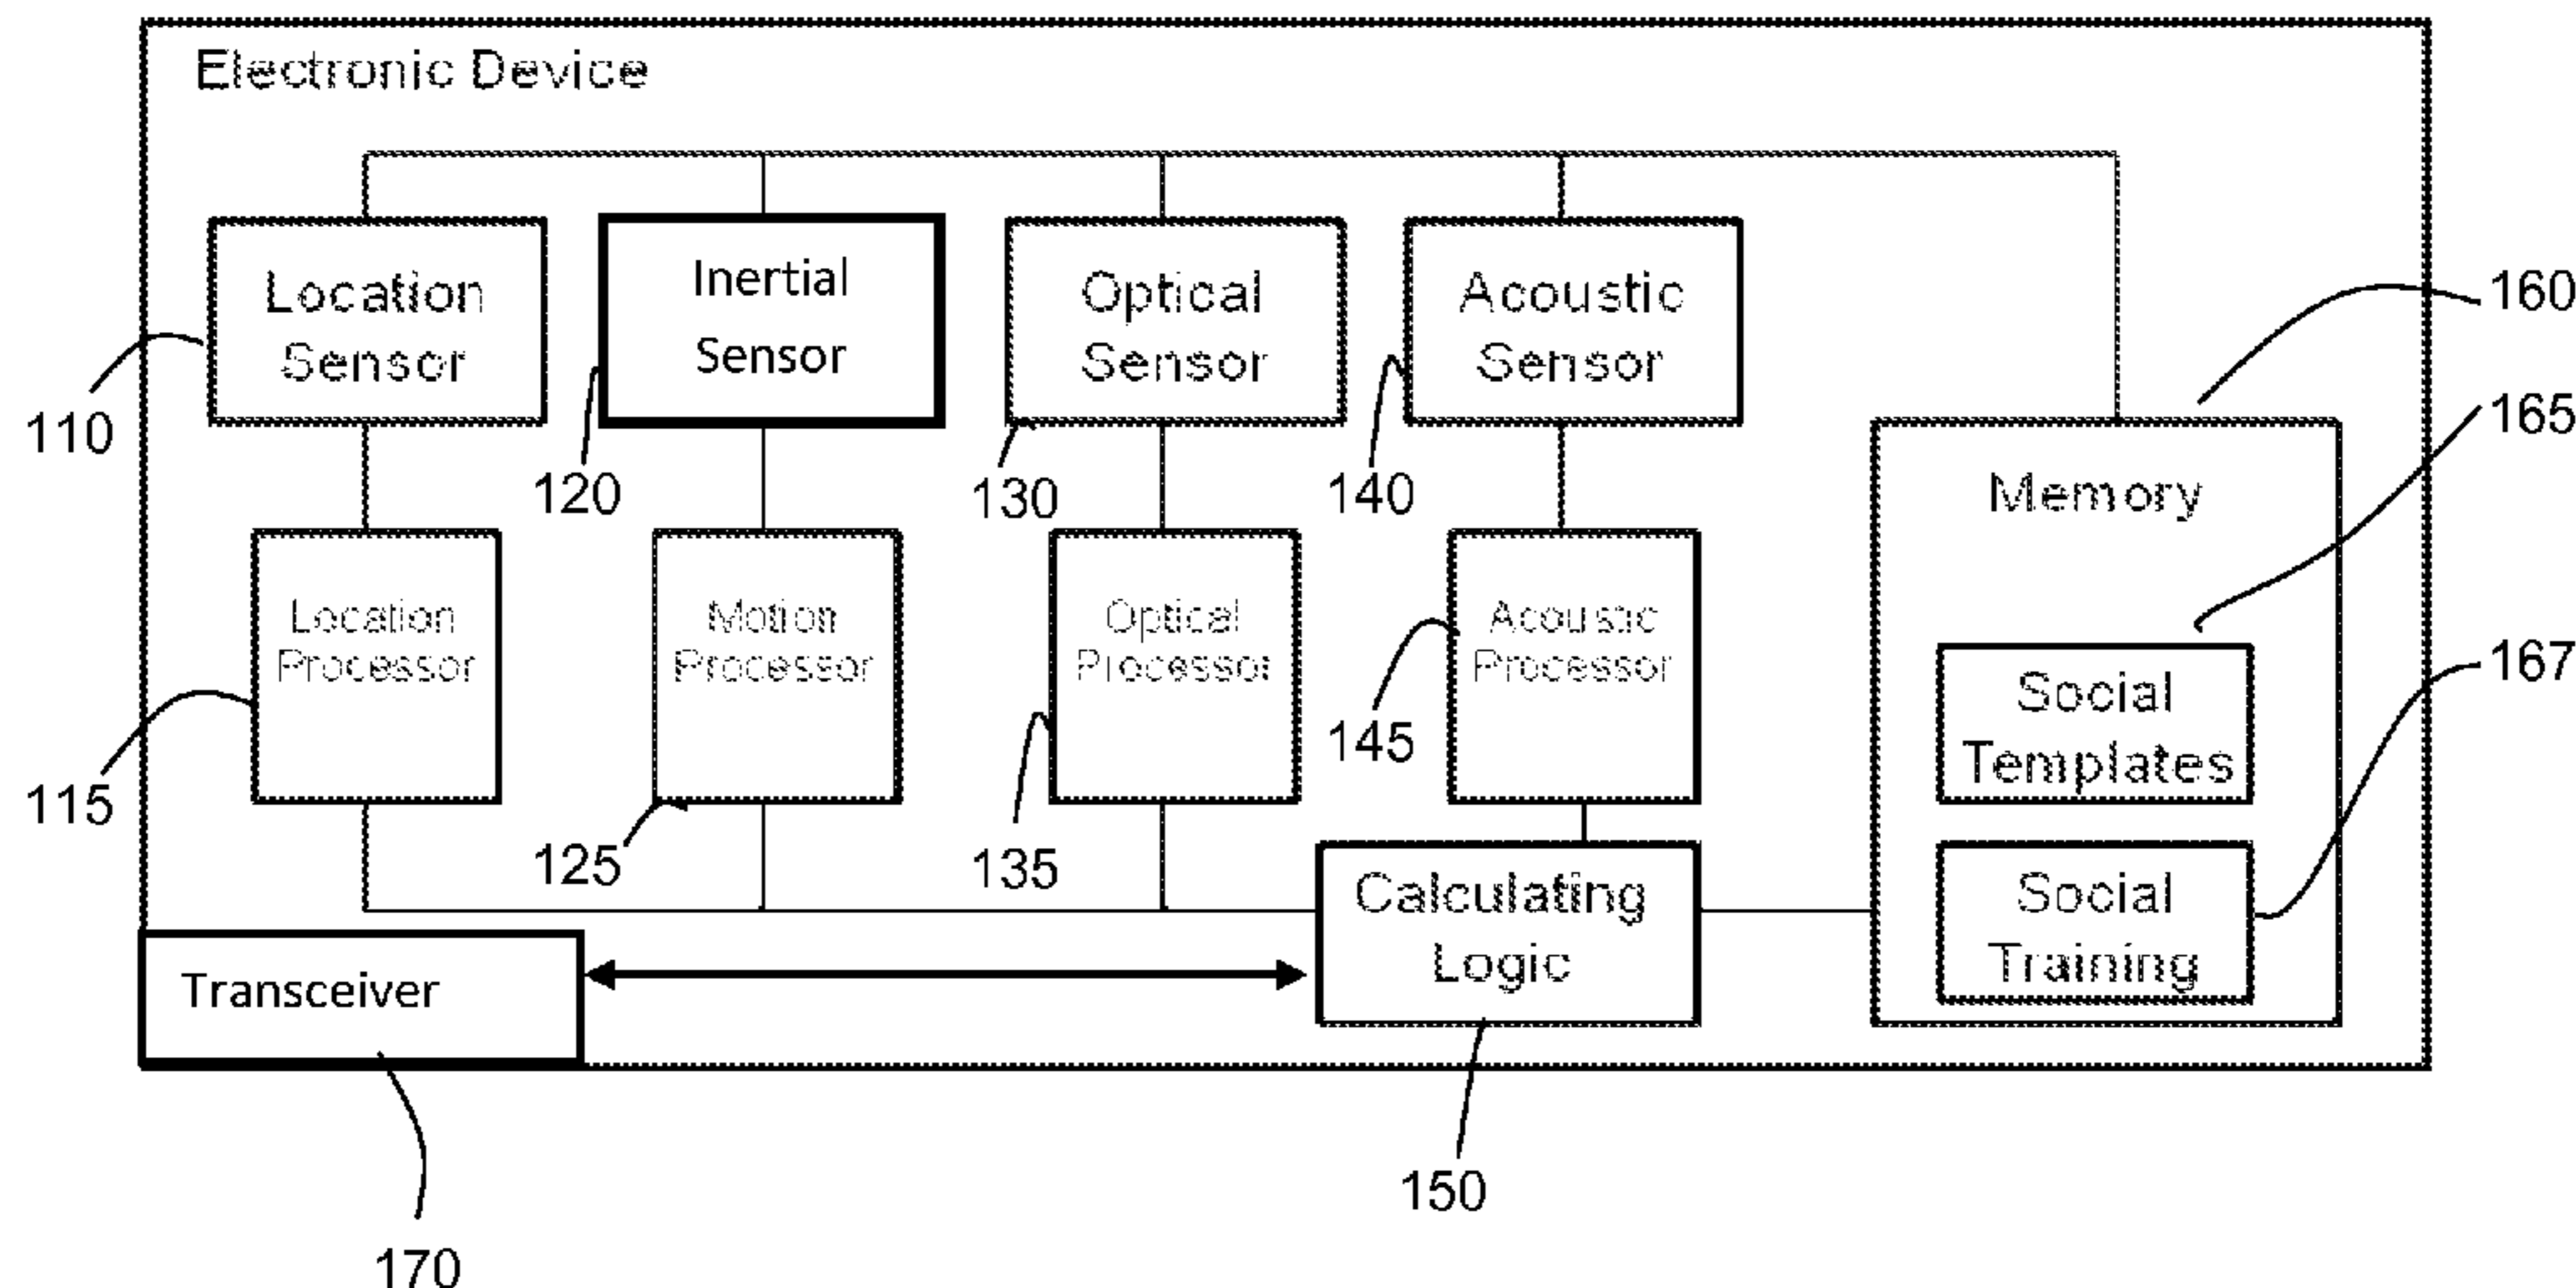 Electronic Device
Location
Sensor
Inertial
Sensor
Optical
Sensor
Acoustic
Sensor
160
165
110
120
130
140
Memory
Location
Processor
Motion
Processor
Optical
Processor
Acoustic
Processor
167
Social
Templates
115
125
135
145
Calculating
Logic
Social
Training
Transceiver
150
170